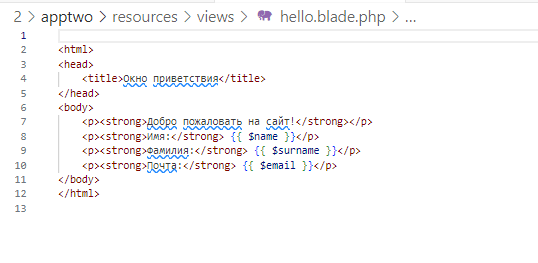 2 > apptwo > resources > views > hello.blade.php > ...
1
2 <html>
3 <head>
4 <title>Окно приветствия</title>
5 </head>
6 <body>
7 <p><strong>Добро пожаловать на сайт!</strong></p>
8 <p><strong>Имя:</strong> {{ $name }}</p>
9 <p><strong>Фамилия:</strong> {{ $surname }}</p>
10 <p><strong>Почта:</strong> {{ $email }}</p>
11 </body>
12 </html>
13